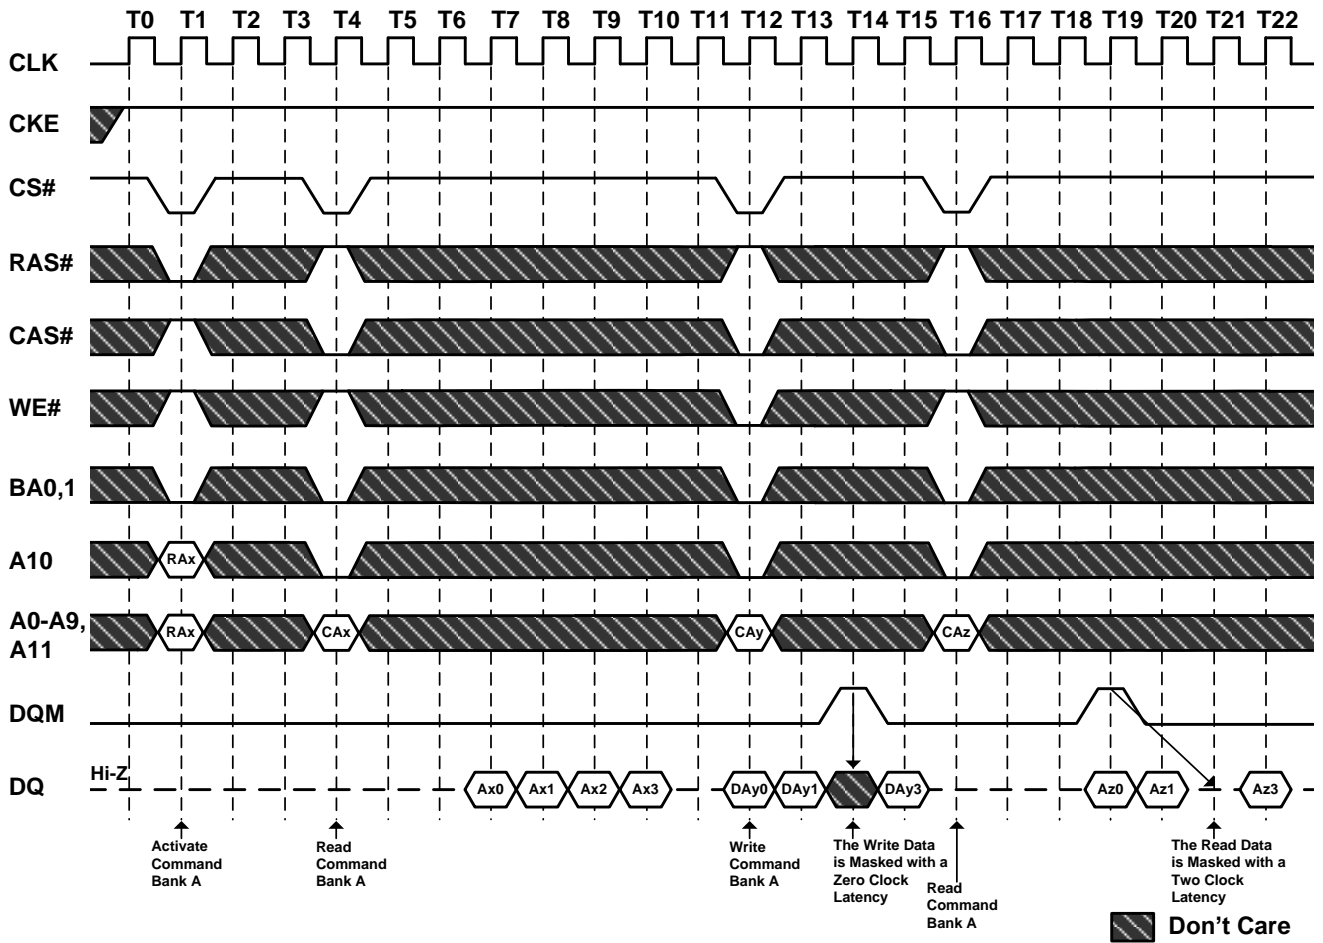 T0 T1 T2 T3 T4 T5 T6 T7 T8 T9 T10 T11 T12 T13 T14 T15 T16 T17 T18 T19 T20 T21 T22
CLK
CKE
CS#
RAS#
CAS#
WE#
BA0,1
A10 RAx
A0-A9,
A11
RAx CAx CAy CAz
DQM
DQ
Hi-Z
Ax0 Ax1 Ax2 Ax3 DAy0 DAy1 DAy3 Az0 Az1 Az3
Activate
Command
Bank A
Read
Command
Bank A
Write
Command
Bank A
The Write Data
is Masked with a
Zero Clock
Latency
Read
Command
Bank A
The Read Data
is Masked with a
Two Clock
Latency
Don't Care